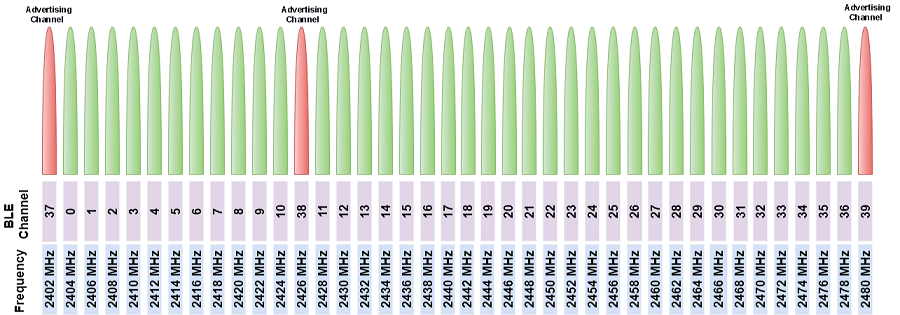 Advertising
Channel
Advertising
Channel
Advertising
Channel
BLE
Channel
37 0 1 2 3 4 5 6 7 8 9 10 38 11 12 13 14 15 16 17 18 19 20 21 22 23 24 25 26 27 28 29 30 31 32 33 34 35 36 39
Frequency
2402 MHz 2404 MHz 2406 MHz 2408 MHz 2410 MHz 2412 MHz 2414 MHz 2416 MHz 2418 MHz 2420 MHz 2422 MHz 2424 MHz 2426 MHz 2428 MHz 2430 MHz 2432 MHz 2434 MHz 2436 MHz 2438 MHz 2440 MHz 2442 MHz 2444 MHz 2446 MHz 2448 MHz 2450 MHz 2452 MHz 2454 MHz 2456 MHz 2458 MHz 2460 MHz 2462 MHz 2464 MHz 2466 MHz 2468 MHz 2470 MHz 2472 MHz 2474 MHz 2476 MHz 2478 MHz 2480 MHz